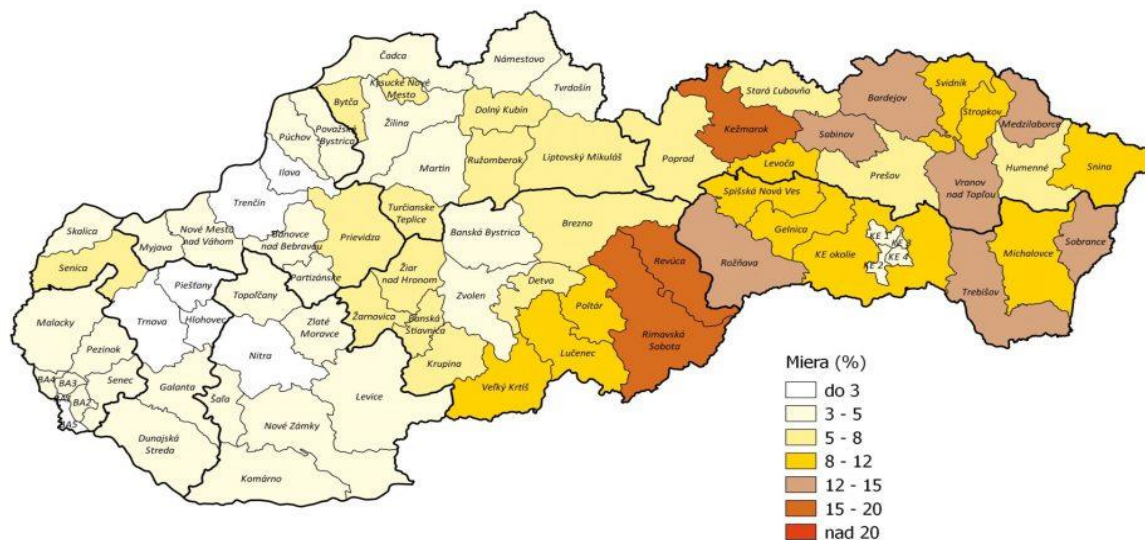 Čadca
Námestovo
Tvrdošín
Kysucké Nové
Mesto
Bytča
Dolný Kubín
Žilina
Púchov
Považská
Bystrica
Martin
Ružomberok
Liptovský Mikuláš
Ilava
Trenčín
Poprad
Kežmarok
Stará Ľubovňa
Sabinov
Bardejov
Svidník
Stropkov
Medzilaborce
Levoča
Prešov
Humenné
Snina
Vranov
nad Topľou
Spišská Nová Ves
Gelnica
KE okolie
KE 1
KE 3
KE 2
KE 4
Rožňava
Michalovce
Sobrance
Trebišov
Skalica
Myjava
Nové Mesto
nad Váhom
Bánovce
nad Bebravou
Prievidza
Turčianske
Teplice
Banská Bystrica
Brezno
Senica
Piešťany
Partizánske
Topoľčany
Žiar
nad Hronom
Zvolen
Detva
Revúca
Malacky
Trnava
Hlohovec
Zlaté
Moravce
Žarnovica
Banská
Štiavnica
Poltár
Rimavská
Sobota
Pezinok
Nitra
Krupina
Lučenec
Veľký Krtíš
Senec
Galanta
Šaľa
Levice
BA4
BA3
BA2
BA5
Nové Zámky
Dunajská
Streda
Komárno
Miera (%)
do 3
3 - 5
5 - 8
8 - 12
12 - 15
15 - 20
nad 20